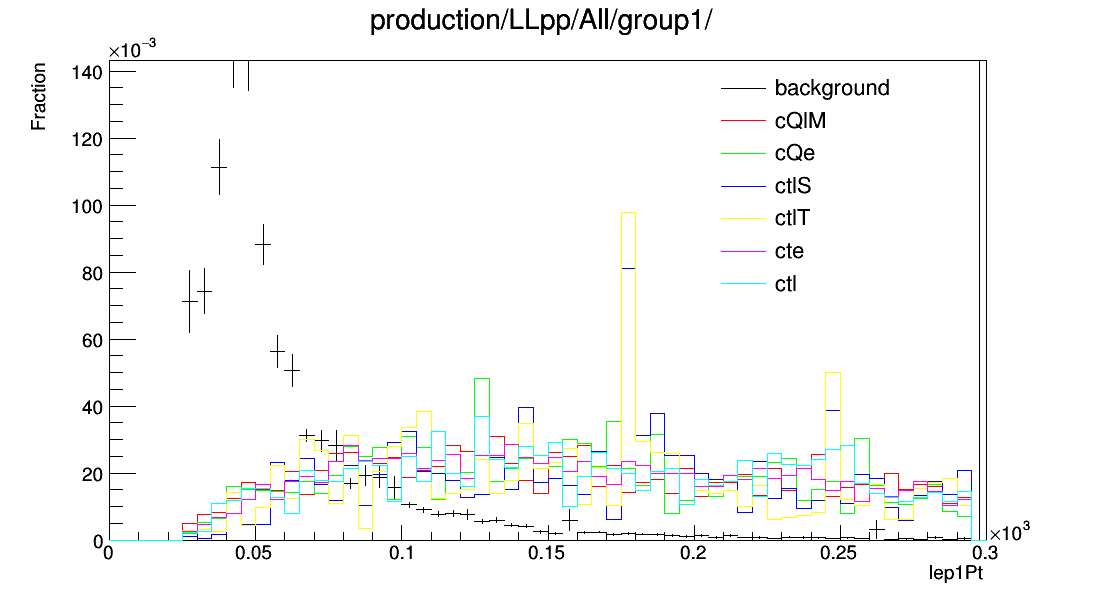 production/LLpp/All/group1/
×10⁻³
Fraction
140
120
100
80
60
40
20
0
background
cQlM
cQe
ctlS
ctlT
cte
ctl
0 0.05 0.1 0.15 0.2 0.25 0.3
×10³
lep1Pt